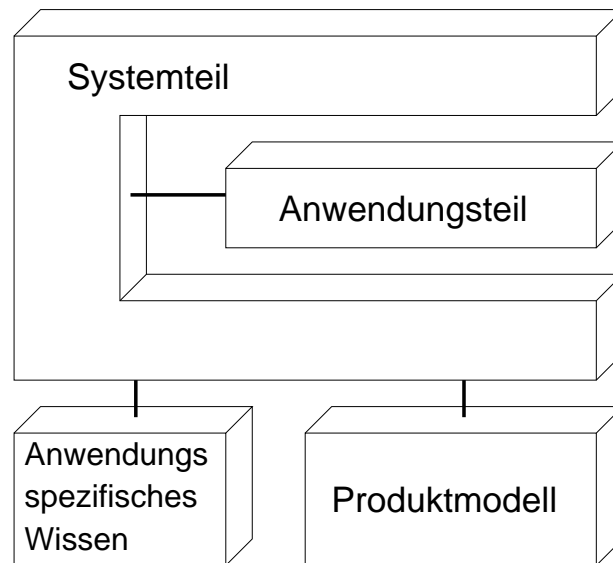 Systemteil
Anwendungsteil
Anwendungs
spezifisches
Wissen
Produktmodell